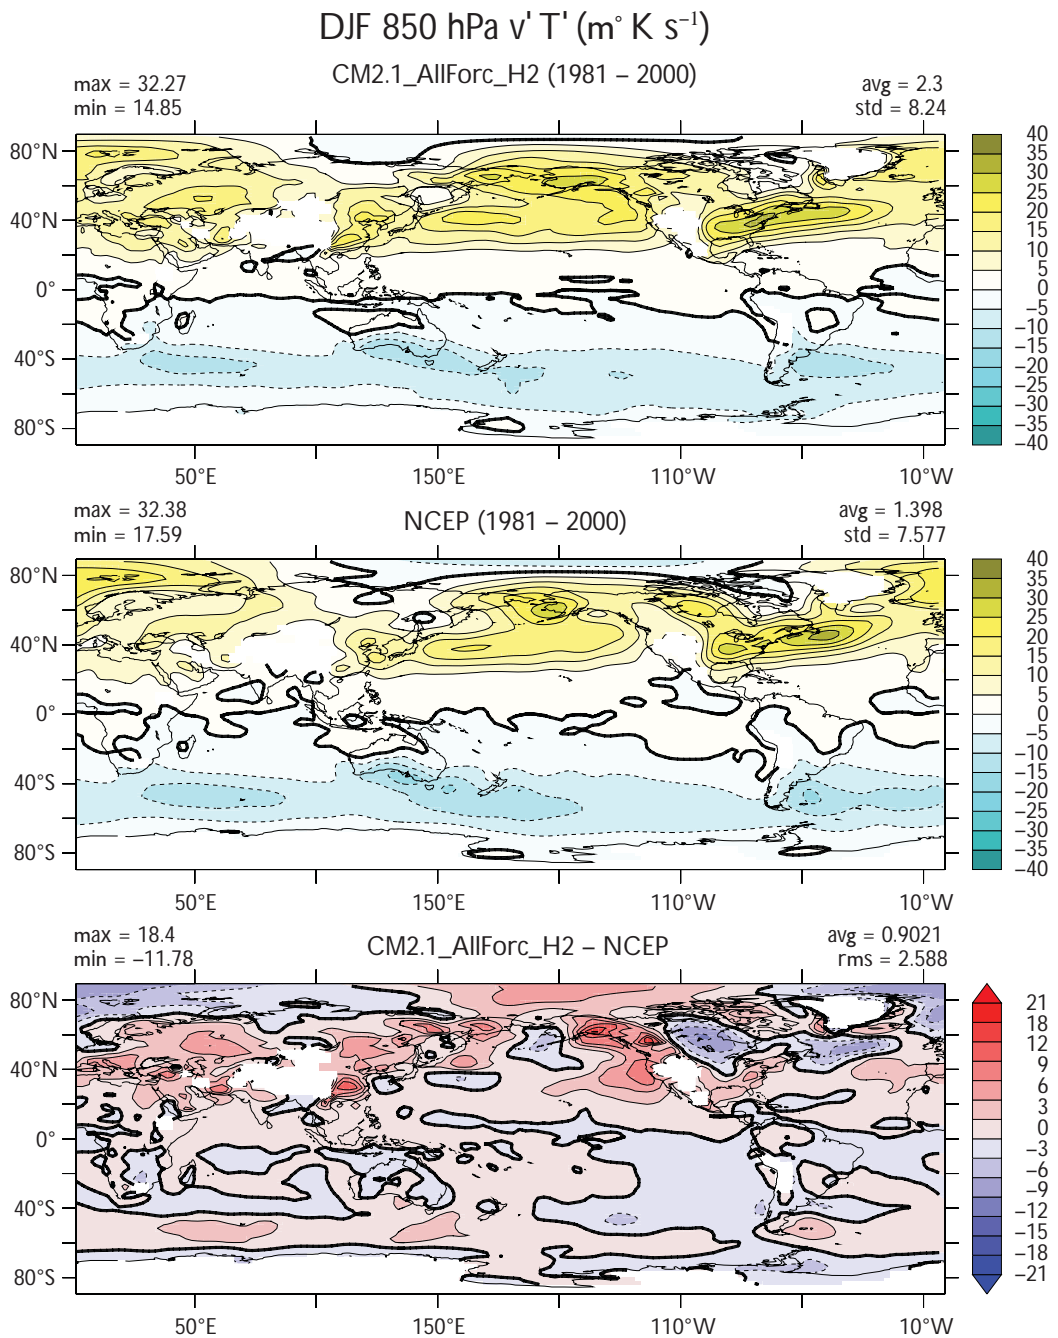 DJF 850 hPa v' T' (m° K s⁻¹)
CM2.1_AllForc_H2 (1981 – 2000)
max = 32.27
min = 14.85
avg = 2.3
std = 8.24
80°N
40°N
0°
40°S
80°S
50°E
150°E
110°W
10°W
40
35
30
25
20
15
10
5
0
−5
−10
−15
−20
−25
−30
−35
−40
NCEP (1981 – 2000)
max = 32.38
min = 17.59
avg = 1.398
std = 7.577
80°N
40°N
0°
40°S
80°S
50°E
150°E
110°W
10°W
40
35
30
25
20
15
10
5
0
−5
−10
−15
−20
−25
−30
−35
−40
CM2.1_AllForc_H2 – NCEP
max = 18.4
min = −11.78
avg = 0.9021
rms = 2.588
80°N
40°N
0°
40°S
80°S
50°E
150°E
110°W
10°W
21
18
12
9
6
3
0
−3
−6
−9
−12
−15
−18
−21